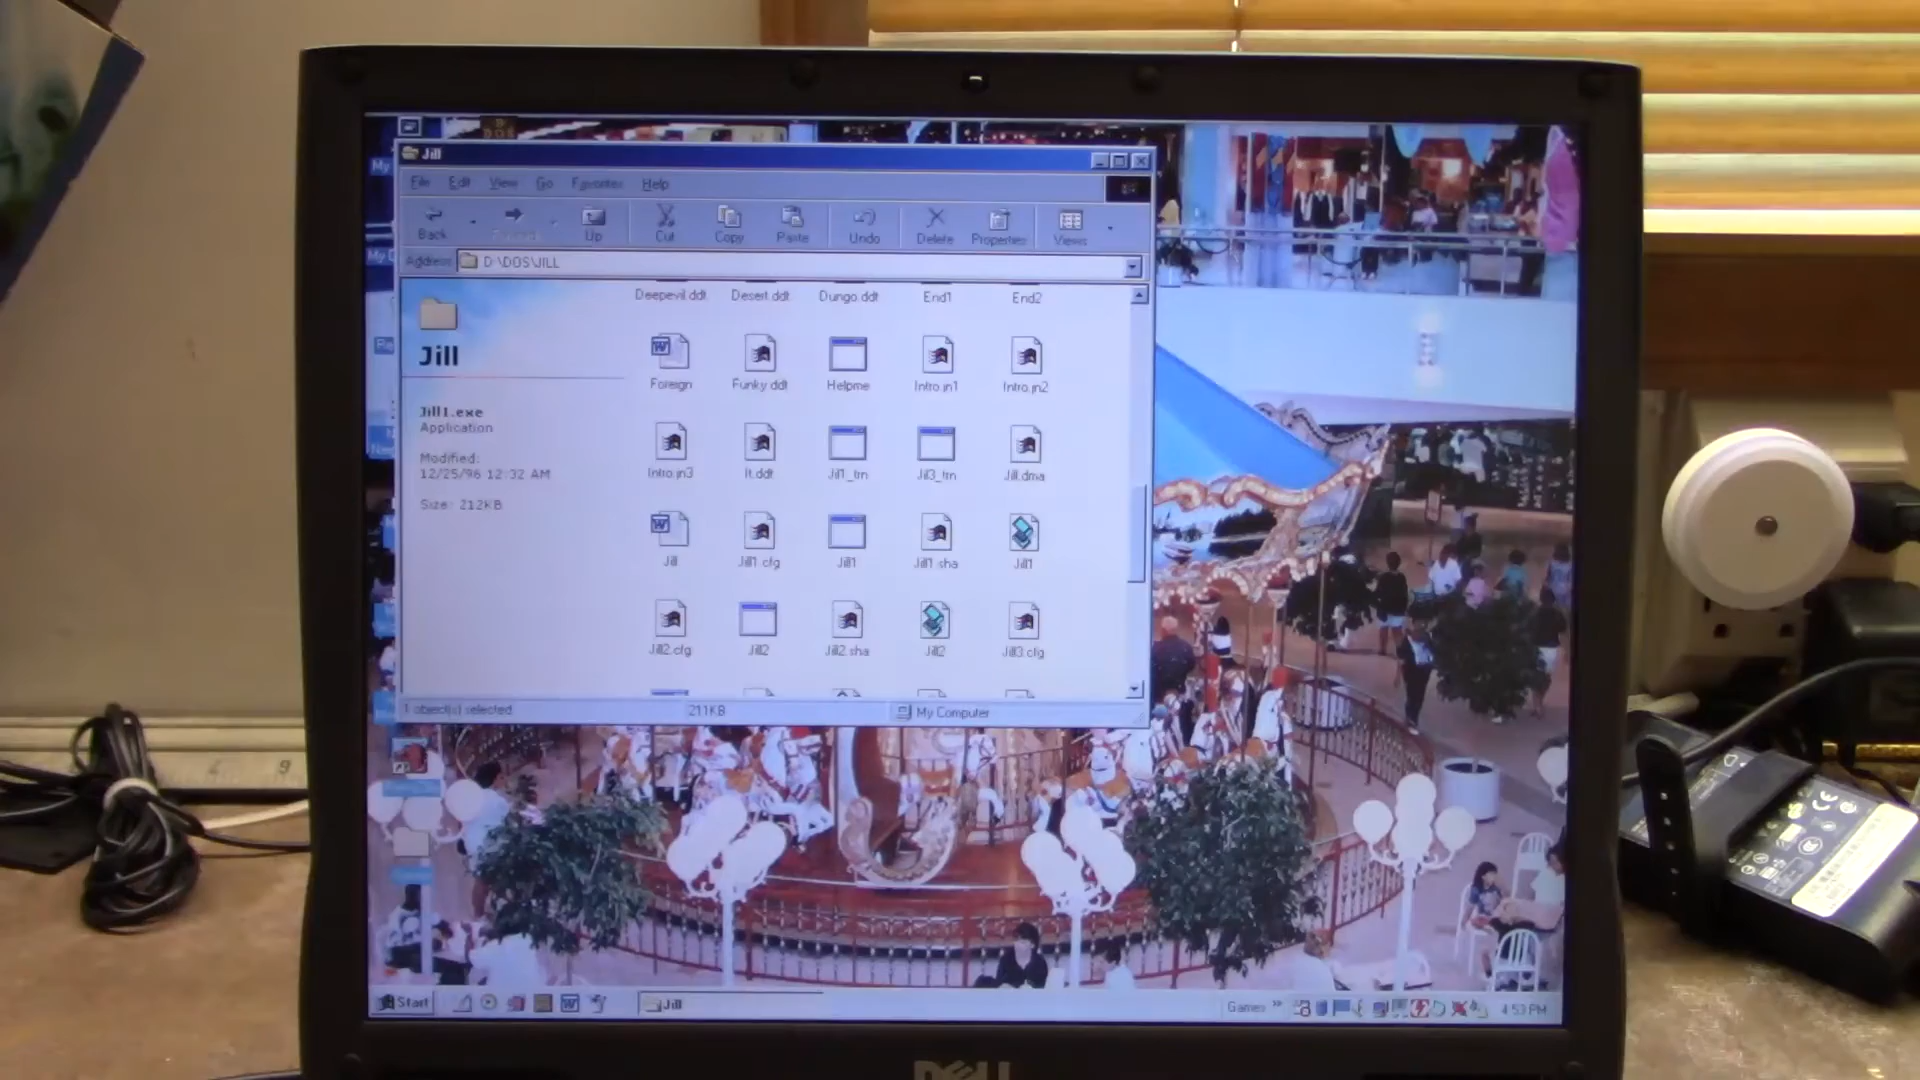 Jill
File Edit View Go Favorites Help
Back Forward Up Cut Copy Paste Undo Delete Properties Views
Address D:\DOS\JILL
Deepevil.ddt Desert.ddt Dungo.ddt End1 End2
Jill
Foreign Funky.ddt Helpme Intro.jn1 Intro.jn2
Jill1.exe
Application
Modified:
12/25/96 12:32 AM
Size: 212KB
Intro.jn3 It.ddt Jil1_trn Jil3_trn Jill.dma
Jill Jill1.cfg Jill1 Jill1.sha Jill1
Jill2.cfg Jill2 Jill2.sha Jill2 Jill3.cfg
1 object(s) selected 211KB My Computer
Start Jill Games 4:53 PM
DELL